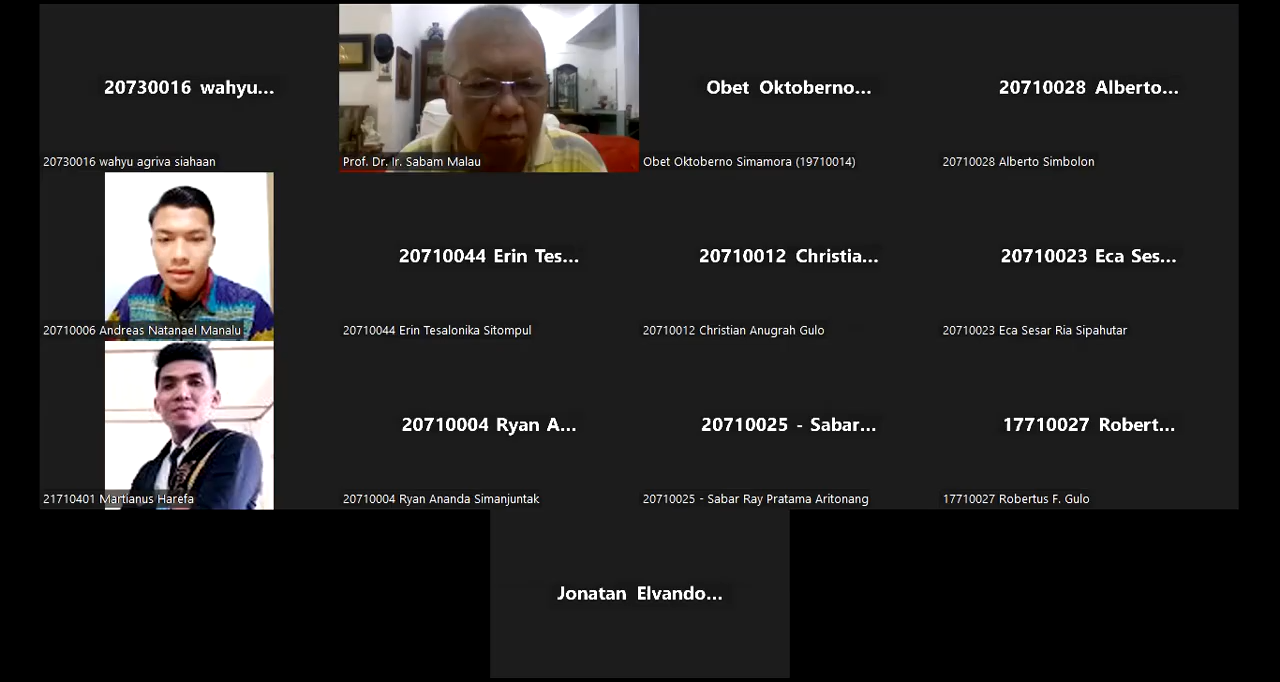 20730016 wahyu...
20730016 wahyu agriva siahaan
Prof. Dr. Ir. Sabam Malau
Obet Oktoberno...
Obet Oktoberno Simamora (19710014)
20710028 Alberto...
20710028 Alberto Simbolon
20710006 Andreas Natanael Manalu
20710044 Erin Tes...
20710044 Erin Tesalonika Sitompul
20710012 Christia...
20710012 Christian Anugrah Gulo
20710023 Eca Ses...
20710023 Eca Sesar Ria Sipahutar
21710401 Martianus Harefa
20710004 Ryan A...
20710004 Ryan Ananda Simanjuntak
20710025 - Sabar...
20710025 - Sabar Ray Pratama Aritonang
17710027 Robert...
17710027 Robertus F. Gulo
Jonatan Elvando...